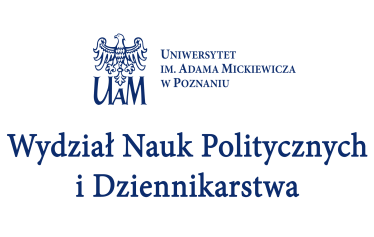 UAM
Uniwersytet
im. Adama Mickiewicza
w Poznaniu
Wydział Nauk Politycznych
i Dziennikarstwa